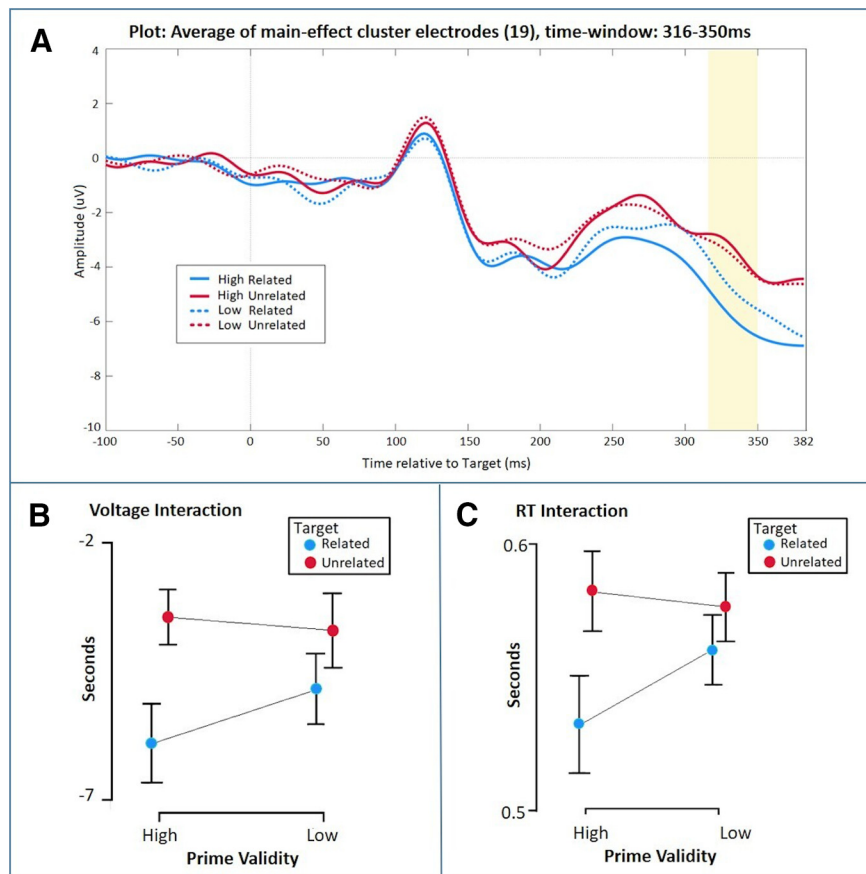 A
Plot: Average of main-effect cluster electrodes (19), time-window: 316-350ms
4
2
0
-2
-4
-6
-8
-10
Amplitude (uV)
High Related
High Unrelated
Low Related
Low Unrelated
-100
-50
0
50
100
150
200
250
300
350
382
Time relative to Target (ms)
B
Voltage Interaction
Target
Related
Unrelated
-2
Seconds
-7
High
Low
Prime Validity
C
RT Interaction
Target
Related
Unrelated
0.6
Seconds
0.5
High
Low
Prime Validity